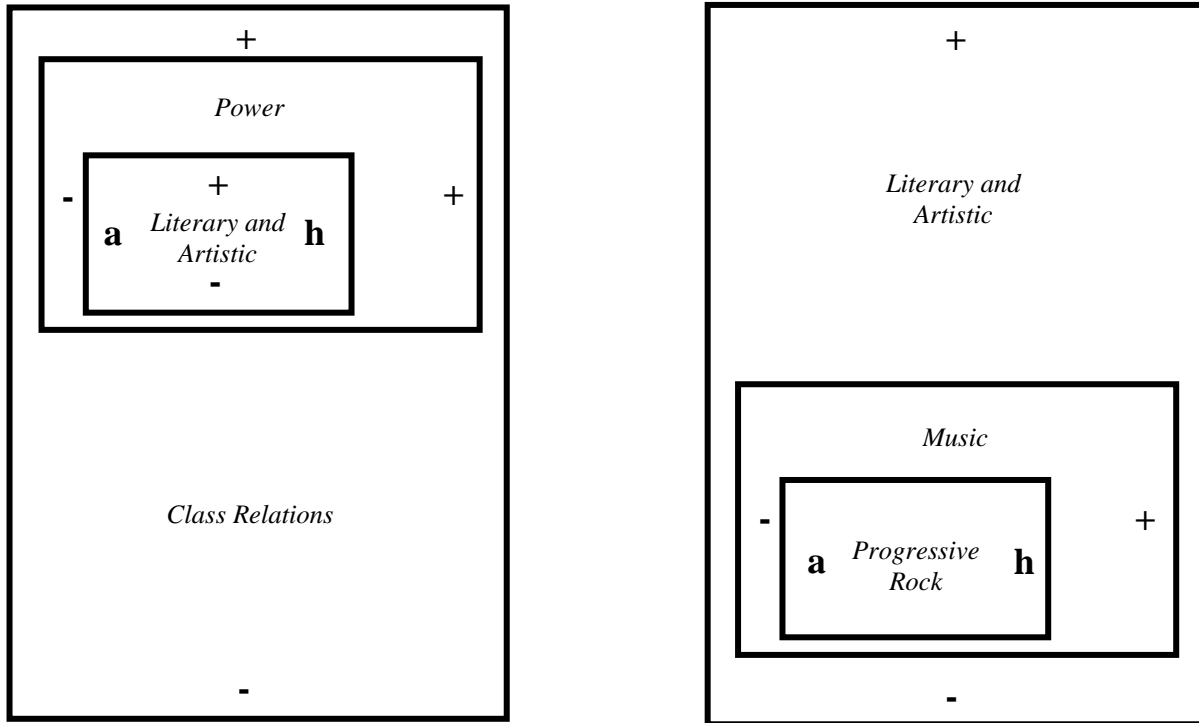 +
Power
-
+
+
a
Literary and
Artistic
h
-
Class Relations
-
+
Literary and
Artistic
Music
-
+
a
Progressive
Rock
h
-